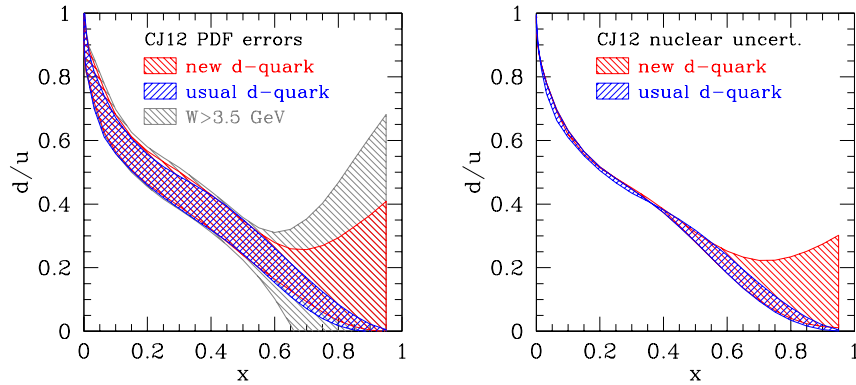 CJ12 PDF errors
new d-quark
usual d-quark
W>3.5 GeV
d/u
1
0.8
0.6
0.4
0.2
0
0 0.2 0.4 0.6 0.8 1
x
CJ12 nuclear uncert.
new d-quark
usual d-quark
d/u
1
0.8
0.6
0.4
0.2
0
0 0.2 0.4 0.6 0.8 1
x